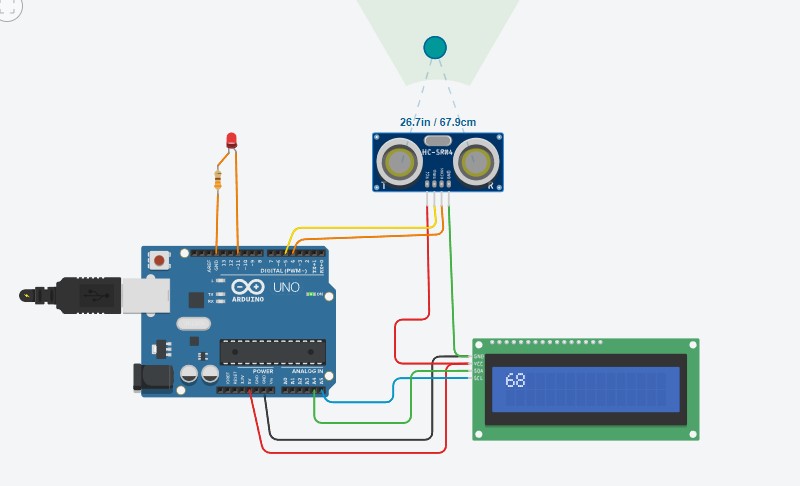 26.7in / 67.9cm
HC-SR04
VCC
TRIG
ECHO
GND
T
R
AREF
GND
13
12
~11
~10
~9
8
7
~6
~5
4
~3
2
TX→1
RX←0
DIGITAL (PWM~)
L
TX
RX
ARDUINO
UNO
ON
POWER
ANALOG IN
IOREF
RESET
3.3V
5V
GND
GND
Vin
A0
A1
A2
A3
A4
A5
GND
VCC
SDA
SCL
68